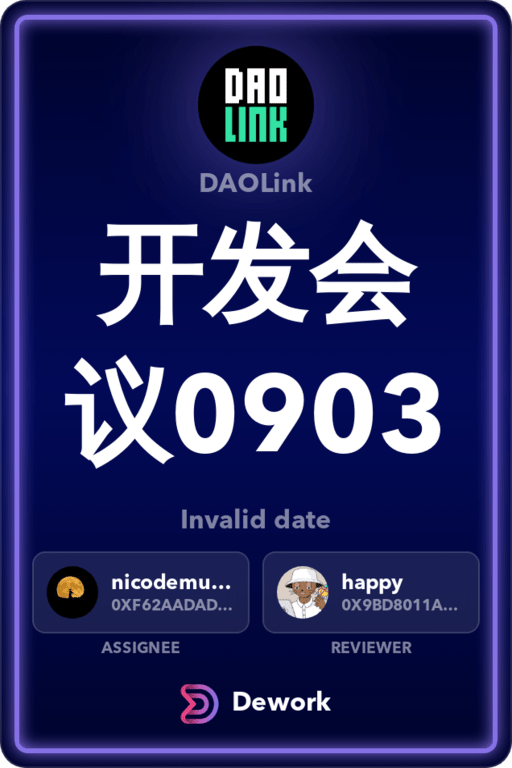 DAO
LINK
DAOLink
开发会
议0903
Invalid date
nicodemu...
0XF62AADAD...
ASSIGNEE
happy
0X9BD8011A...
REVIEWER
Dework